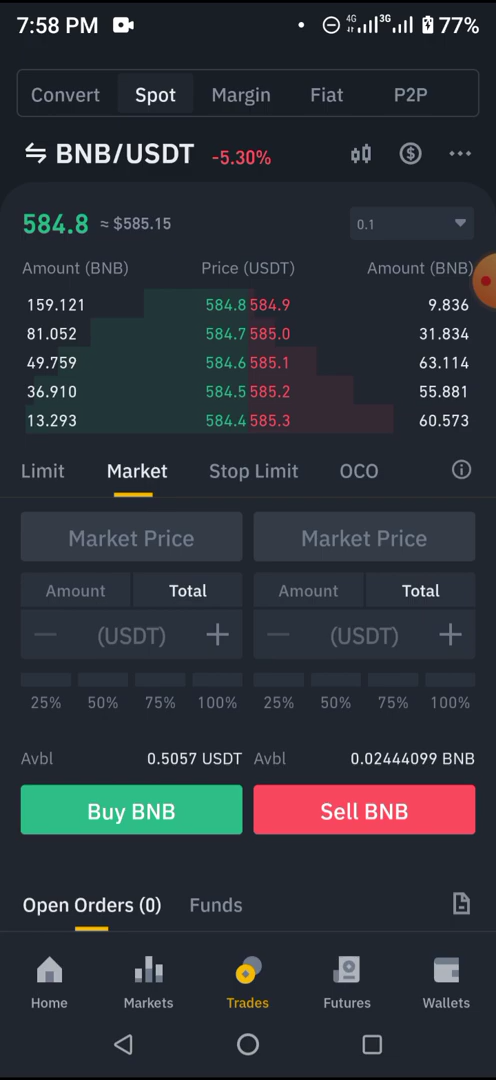 7:58 PM 4G 3G 77%
Convert Spot Margin Fiat P2P
BNB/USDT -5.30%
584.8 ≈ $585.15 0.1
Amount (BNB) Price (USDT) Amount (BNB)
159.121 584.8 584.9 9.836
81.052 584.7 585.0 31.834
49.759 584.6 585.1 63.114
36.910 584.5 585.2 55.881
13.293 584.4 585.3 60.573
Limit Market Stop Limit OCO
Market Price Market Price
Amount Total Amount Total
(USDT) (USDT)
25% 50% 75% 100% 25% 50% 75% 100%
Avbl 0.5057 USDT Avbl 0.02444099 BNB
Buy BNB Sell BNB
Open Orders (0) Funds
Home Markets Trades Futures Wallets